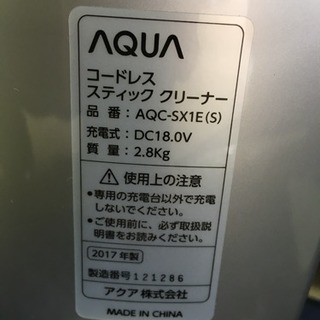 AQUA
コードレス
スティック クリーナー
品 番：AQC-SX1E(S)
充電式：DC18.0V
質 量：2.8Kg
⚠ 使用上の注意
●専用の充電台以外で充電
しないでください。
●ご使用前に、必ず取扱説
明書をお読みください。
2017 年製
製造番号 121286
アクア 株式会社
MADE IN CHINA